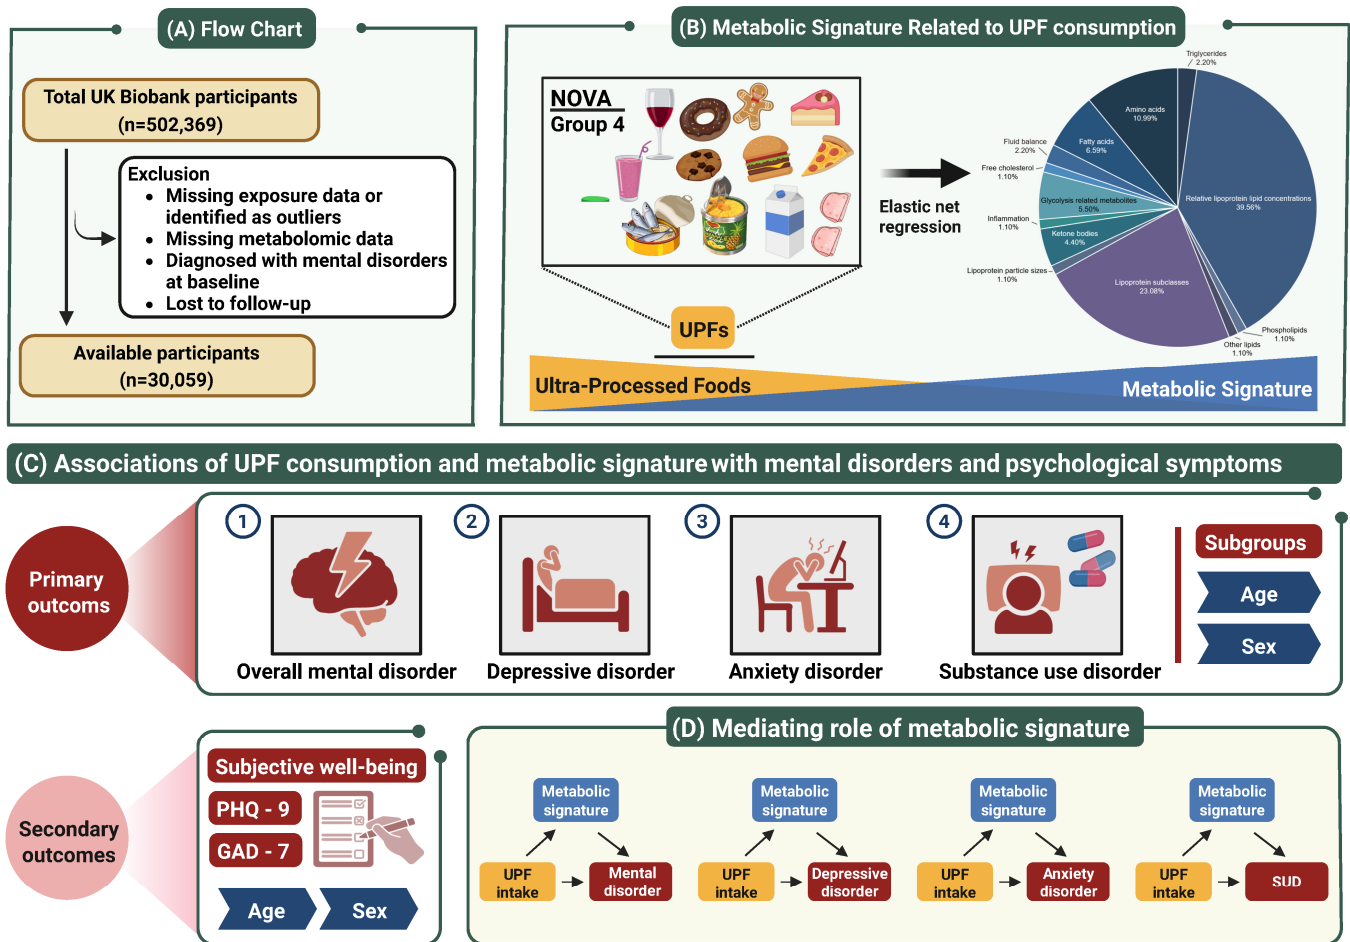 (A) Flow Chart
Total UK Biobank participants
(n=502,369)
Exclusion
• Missing exposure data or
identified as outliers
• Missing metabolomic data
• Diagnosed with mental disorders
at baseline
• Lost to follow-up
Available participants
(n=30,059)
(B) Metabolic Signature Related to UPF consumption
NOVA
Group 4
UPFs
Elastic net
regression
Triglycerides
2.20%
Relative lipoprotein lipid concentrations
39.56%
Phospholipids
1.10%
Other lipids
1.10%
Lipoprotein subclasses
23.08%
Lipoprotein particle sizes
1.10%
Ketone bodies
4.40%
Inflammation
1.10%
Glycolysis related metabolites
5.50%
Free cholesterol
1.10%
Fluid balance
2.20%
Fatty acids
6.59%
Amino acids
10.99%
Ultra-Processed Foods
Metabolic Signature
(C) Associations of UPF consumption and metabolic signature with mental disorders and psychological symptoms
Primary
outcoms
1
Overall mental disorder
2
Depressive disorder
3
Anxiety disorder
4
Substance use disorder
Subgroups
Age
Sex
Secondary
outcomes
Subjective well-being
PHQ - 9
GAD - 7
Age
Sex
(D) Mediating role of metabolic signature
Metabolic
signature
UPF
intake
Mental
disorder
Metabolic
signature
UPF
intake
Depressive
disorder
Metabolic
signature
UPF
intake
Anxiety
disorder
Metabolic
signature
UPF
intake
SUD